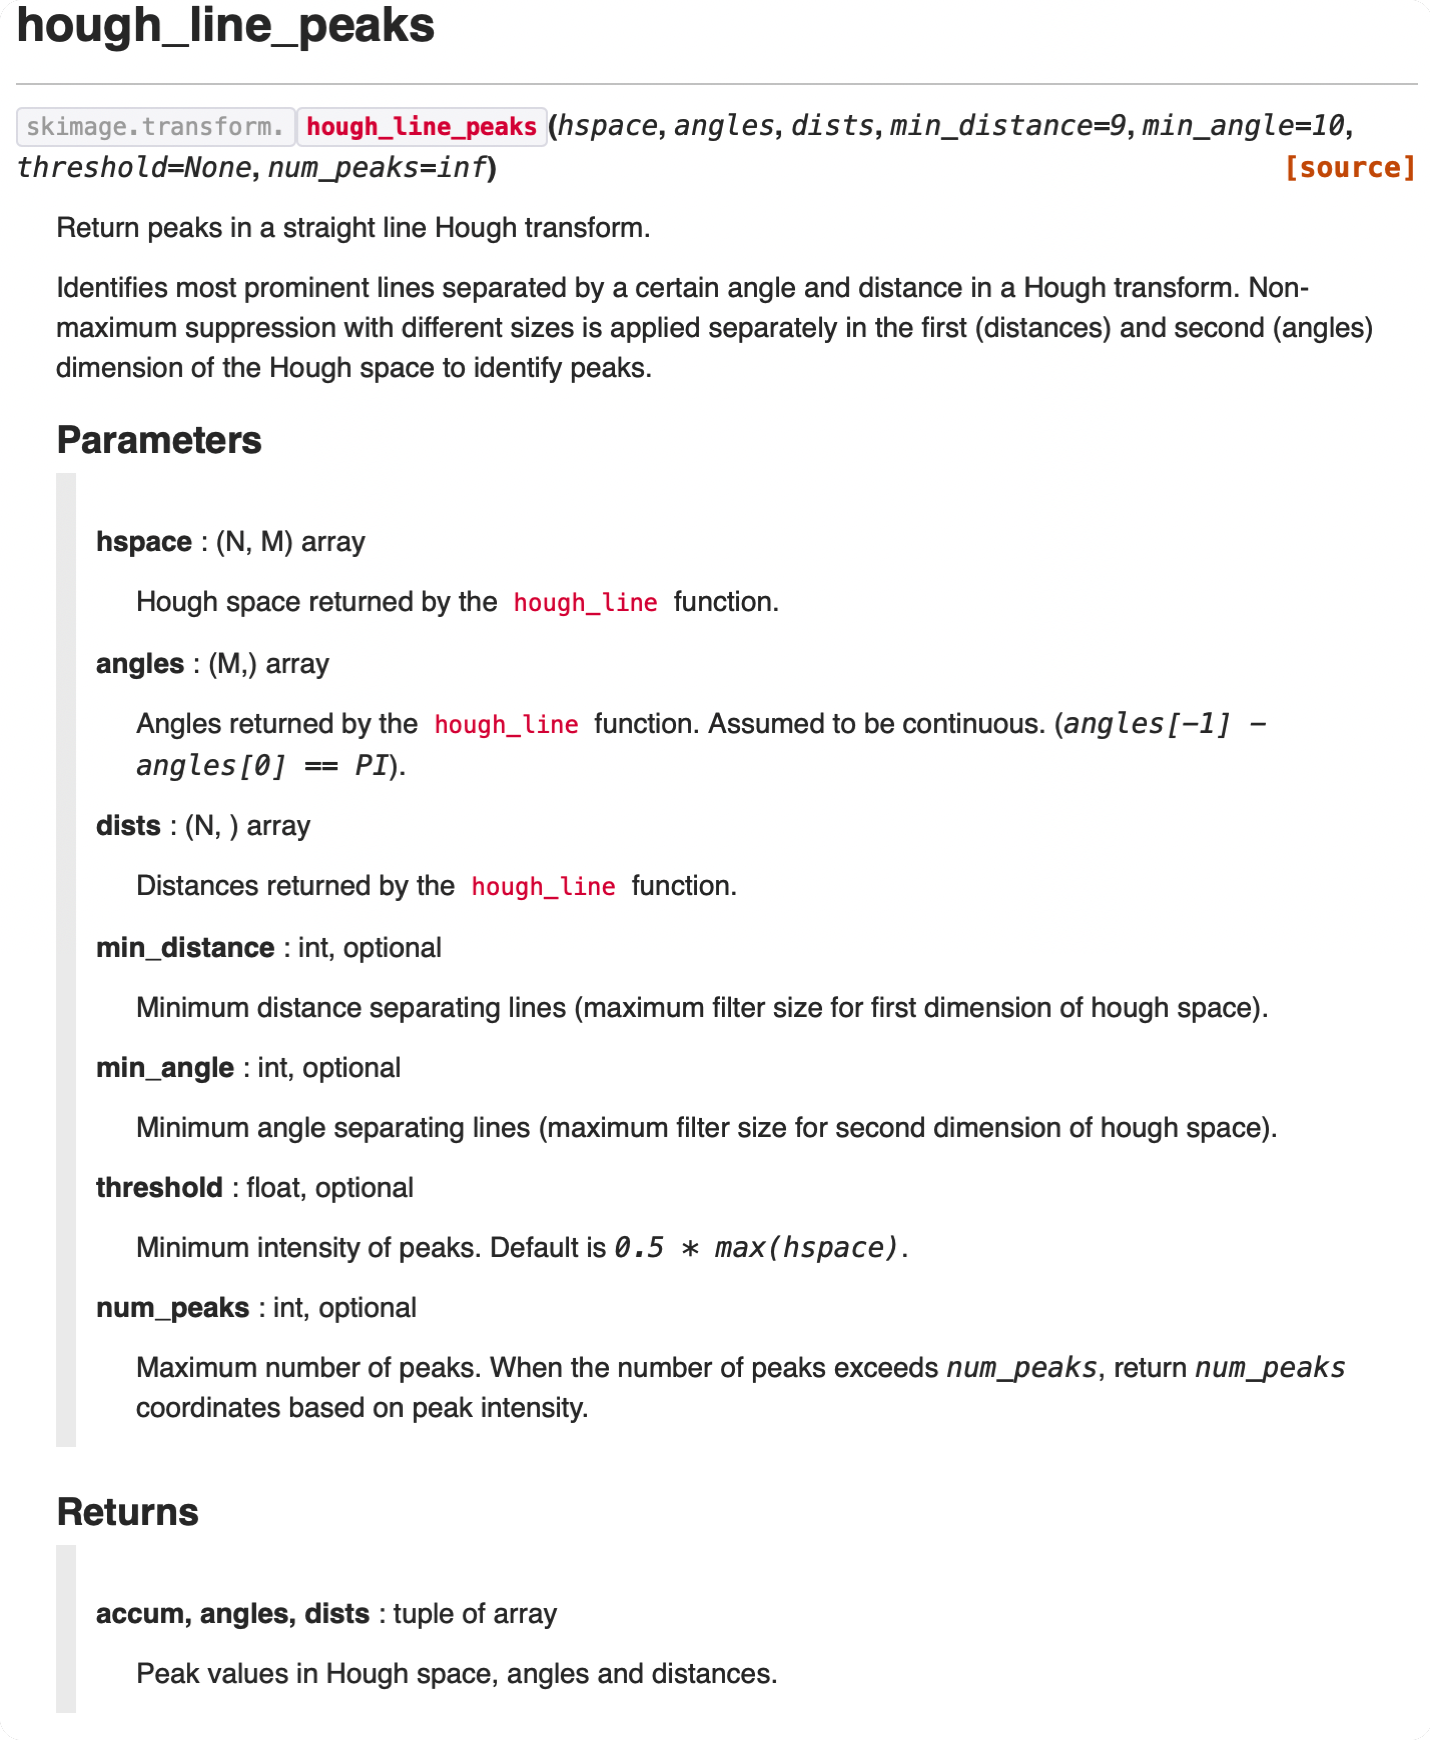 hough_line_peaks
skimage.transform. hough_line_peaks(hspace, angles, dists, min_distance=9, min_angle=10,
threshold=None, num_peaks=inf) [source]
Return peaks in a straight line Hough transform.
Identifies most prominent lines separated by a certain angle and distance in a Hough transform. Non-
maximum suppression with different sizes is applied separately in the first (distances) and second (angles)
dimension of the Hough space to identify peaks.
Parameters
hspace : (N, M) array
Hough space returned by the hough_line function.
angles : (M,) array
Angles returned by the hough_line function. Assumed to be continuous. (angles[-1] -
angles[0] == PI).
dists : (N, ) array
Distances returned by the hough_line function.
min_distance : int, optional
Minimum distance separating lines (maximum filter size for first dimension of hough space).
min_angle : int, optional
Minimum angle separating lines (maximum filter size for second dimension of hough space).
threshold : float, optional
Minimum intensity of peaks. Default is 0.5 * max(hspace).
num_peaks : int, optional
Maximum number of peaks. When the number of peaks exceeds num_peaks, return num_peaks
coordinates based on peak intensity.
Returns
accum, angles, dists : tuple of array
Peak values in Hough space, angles and distances.